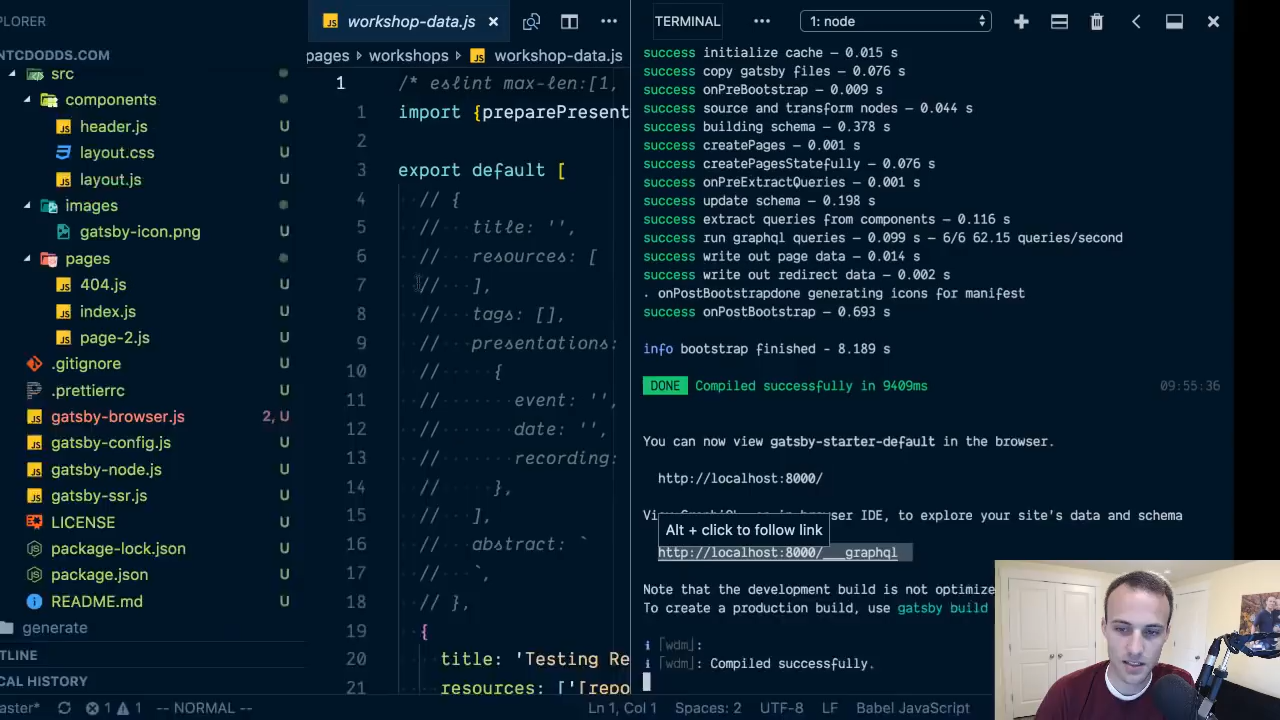 PLORER
NTCDODDS.COM
src
components
header.js U
layout.css U
layout.js U
images
gatsby-icon.png U
pages
404.js U
index.js U
page-2.js U
.gitignore U
.prettierrc U
gatsby-browser.js 2, U
gatsby-config.js U
gatsby-node.js U
gatsby-ssr.js U
LICENSE U
package-lock.json U
package.json U
README.md U
generate
TLINE
CAL HISTORY
workshop-data.js
pages > workshops > workshop-data.js
1 /* eslint max-len:[1,
1 import {preparePresent
2
3 export default [
4 // {
5 // title: '',
6 // resources: [
7 // ],
8 // tags: [],
9 // presentations:
10 // {
11 // event: '',
12 // date: '',
13 // recording:
14 // },
15 // ],
16 // abstract: `
17 // `,
18 // },
19 {
20 title: 'Testing Re
21 resources: ['[repo
TERMINAL
1: node
success initialize cache — 0.015 s
success copy gatsby files — 0.076 s
success onPreBootstrap — 0.009 s
success source and transform nodes — 0.044 s
success building schema — 0.378 s
success createPages — 0.001 s
success createPagesStatefully — 0.076 s
success onPreExtractQueries — 0.001 s
success update schema — 0.198 s
success extract queries from components — 0.116 s
success run graphql queries — 0.099 s — 6/6 62.15 queries/second
success write out page data — 0.014 s
success write out redirect data — 0.002 s
. onPostBootstrapdone generating icons for manifest
success onPostBootstrap — 0.693 s
info bootstrap finished - 8.189 s
DONE Compiled successfully in 9409ms 09:55:36
You can now view gatsby-starter-default in the browser.
http://localhost:8000/
browser IDE, to explore your site's data and schema
Alt + click to follow link
http://localhost:8000/___graphql
Note that the development build is not optimize
To create a production build, use gatsby build
ℹ ｢wdm｣:
ℹ ｢wdm｣: Compiled successfully.
aster* 1 1 -- NORMAL -- Ln 1, Col 1 Spaces: 2 UTF-8 LF Babel JavaScript